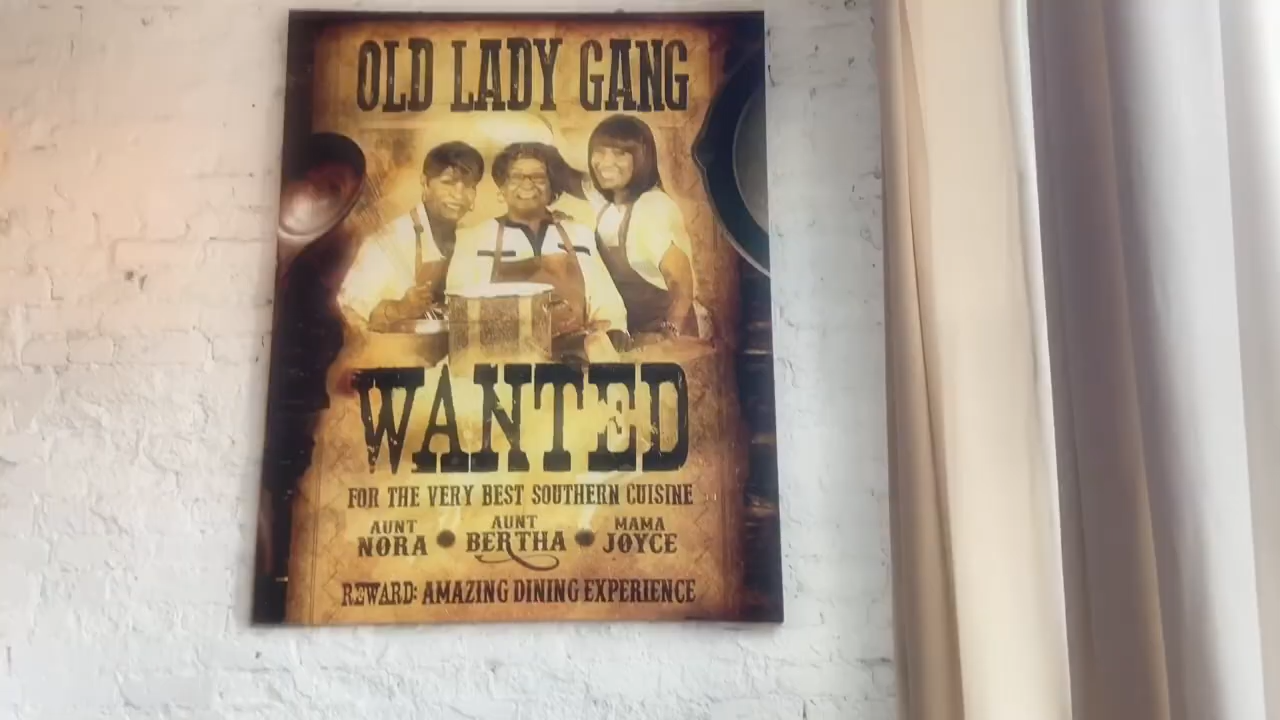 OLD LADY GANG
WANTED
FOR THE VERY BEST SOUTHERN CUISINE
AUNT NORA • AUNT BERTHA • MAMA JOYCE
REWARD: AMAZING DINING EXPERIENCE